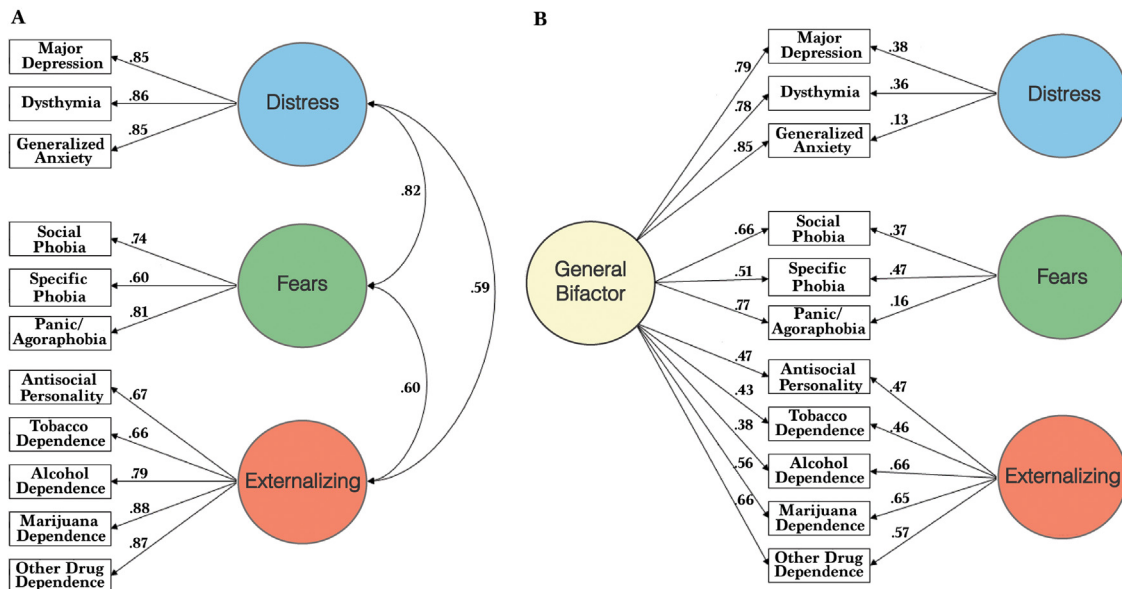 A
Major
Depression
Dysthymia
Generalized
Anxiety
.85
.86
.85
Distress
Social
Phobia
Specific
Phobia
Panic/
Agoraphobia
.74
.60
.81
Fears
Antisocial
Personality
Tobacco
Dependence
Alcohol
Dependence
Marijuana
Dependence
Other Drug
Dependence
.67
.66
.79
.88
.87
Externalizing
.82
.59
.60
B
General
Bifactor
.79
.78
.85
Major
Depression
Dysthymia
Generalized
Anxiety
.38
.36
.13
Distress
.66
.51
.77
Social
Phobia
Specific
Phobia
Panic/
Agoraphobia
.37
.47
.16
Fears
.47
.43
.38
.56
.66
Antisocial
Personality
Tobacco
Dependence
Alcohol
Dependence
Marijuana
Dependence
Other Drug
Dependence
.47
.46
.66
.65
.57
Externalizing